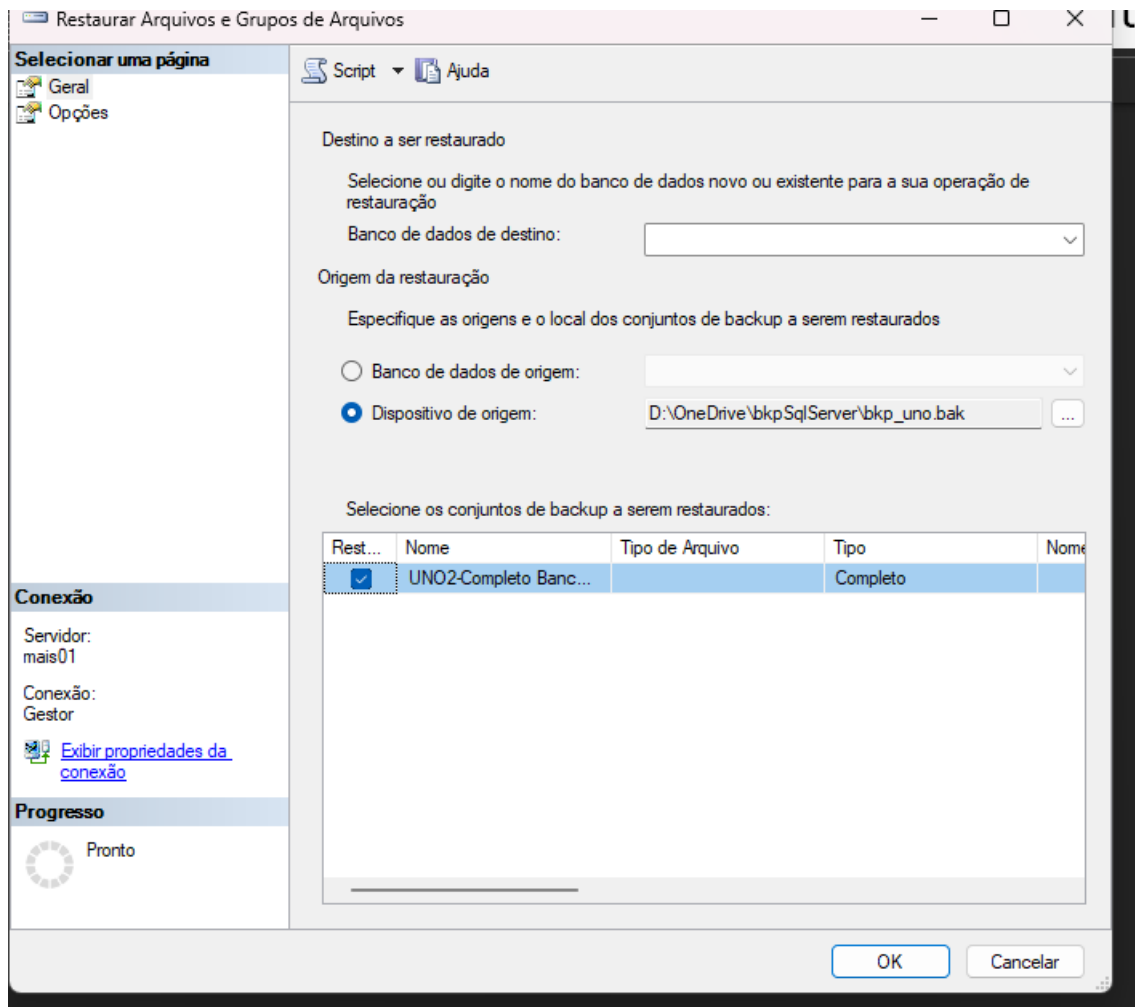 Restaurar Arquivos e Grupos de Arquivos
Selecionar uma página
Geral
Opções
Script
Ajuda
Destino a ser restaurado
Selecione ou digite o nome do banco de dados novo ou existente para a sua operação de
restauração
Banco de dados de destino:
Origem da restauração
Especifique as origens e o local dos conjuntos de backup a serem restaurados
Banco de dados de origem:
Dispositivo de origem:
D:\OneDrive\bkpSqlServer\bkp_uno.bak
...
Selecione os conjuntos de backup a serem restaurados:
Rest... Nome Tipo de Arquivo Tipo Nome
UNO2-Completo Banc... Completo
Conexão
Servidor:
mais01
Conexão:
Gestor
Exibir propriedades da
conexão
Progresso
Pronto
OK
Cancelar